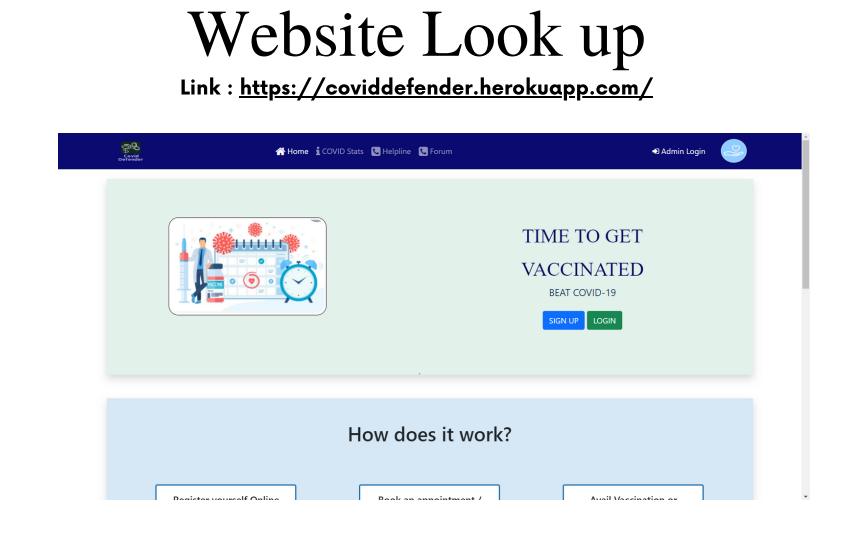 Website Look up
Link : https://coviddefender.herokuapp.com/
Covid
Defender
Home COVID Stats Helpline Forum
Admin Login
TIME TO GET
VACCINATED
BEAT COVID-19
SIGN UP LOGIN
How does it work?
Register yourself Online
Book an appointment /
Avail Vaccination or